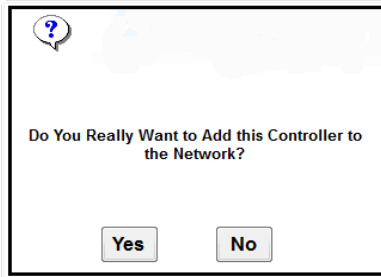 ?
Do You Really Want to Add this Controller to
the Network?
Yes No